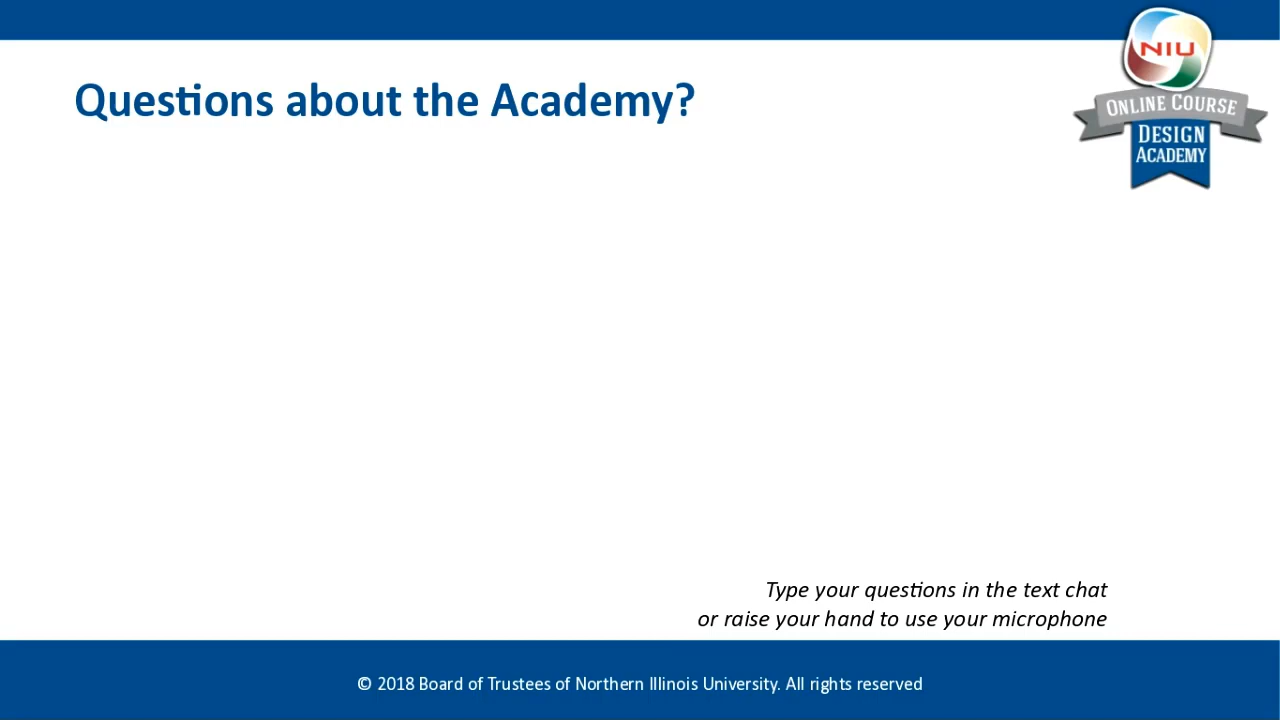 NIU
ONLINE COURSE
DESIGN
ACADEMY
Questions about the Academy?
Type your questions in the text chat
or raise your hand to use your microphone
© 2018 Board of Trustees of Northern Illinois University. All rights reserved